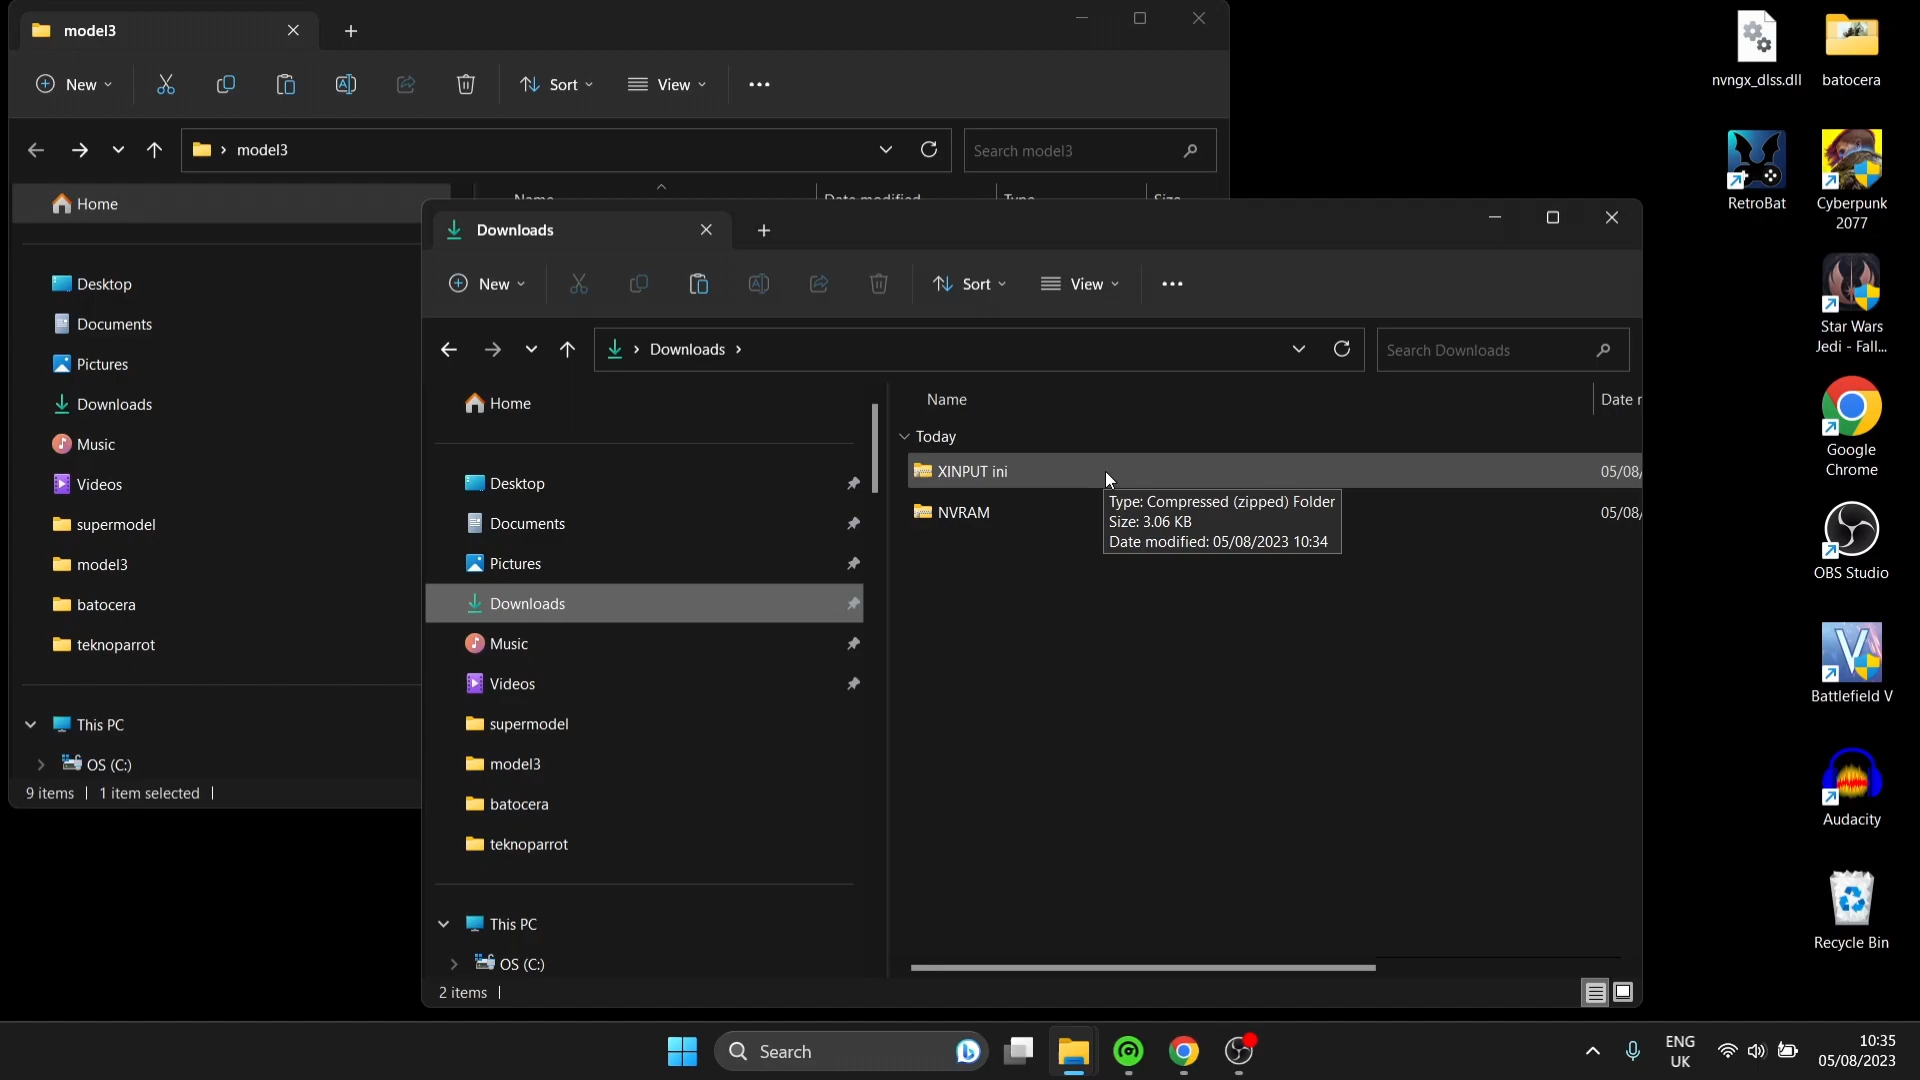 model3
New
Sort
View
model3
Search model3
Home
Name
Date modified
Type
Size
Desktop
Documents
Pictures
Downloads
Music
Videos
supermodel
model3
batocera
teknoparrot
This PC
OS (C:)
9 items
1 item selected
Downloads
New
Sort
View
Downloads
Search Downloads
Home
Desktop
Documents
Pictures
Downloads
Music
Videos
supermodel
model3
batocera
teknoparrot
This PC
OS (C:)
2 items
Name
Date r
Today
XINPUT ini
05/08/
NVRAM
05/08/
Type: Compressed (zipped) Folder
Size: 3.06 KB
Date modified: 05/08/2023 10:34
nvngx_dlss.dll
batocera
RetroBat
Cyberpunk
2077
Star Wars
Jedi - Fall...
Google
Chrome
OBS Studio
Battlefield V
Audacity
Recycle Bin
Search
ENG
UK
10:35
05/08/2023